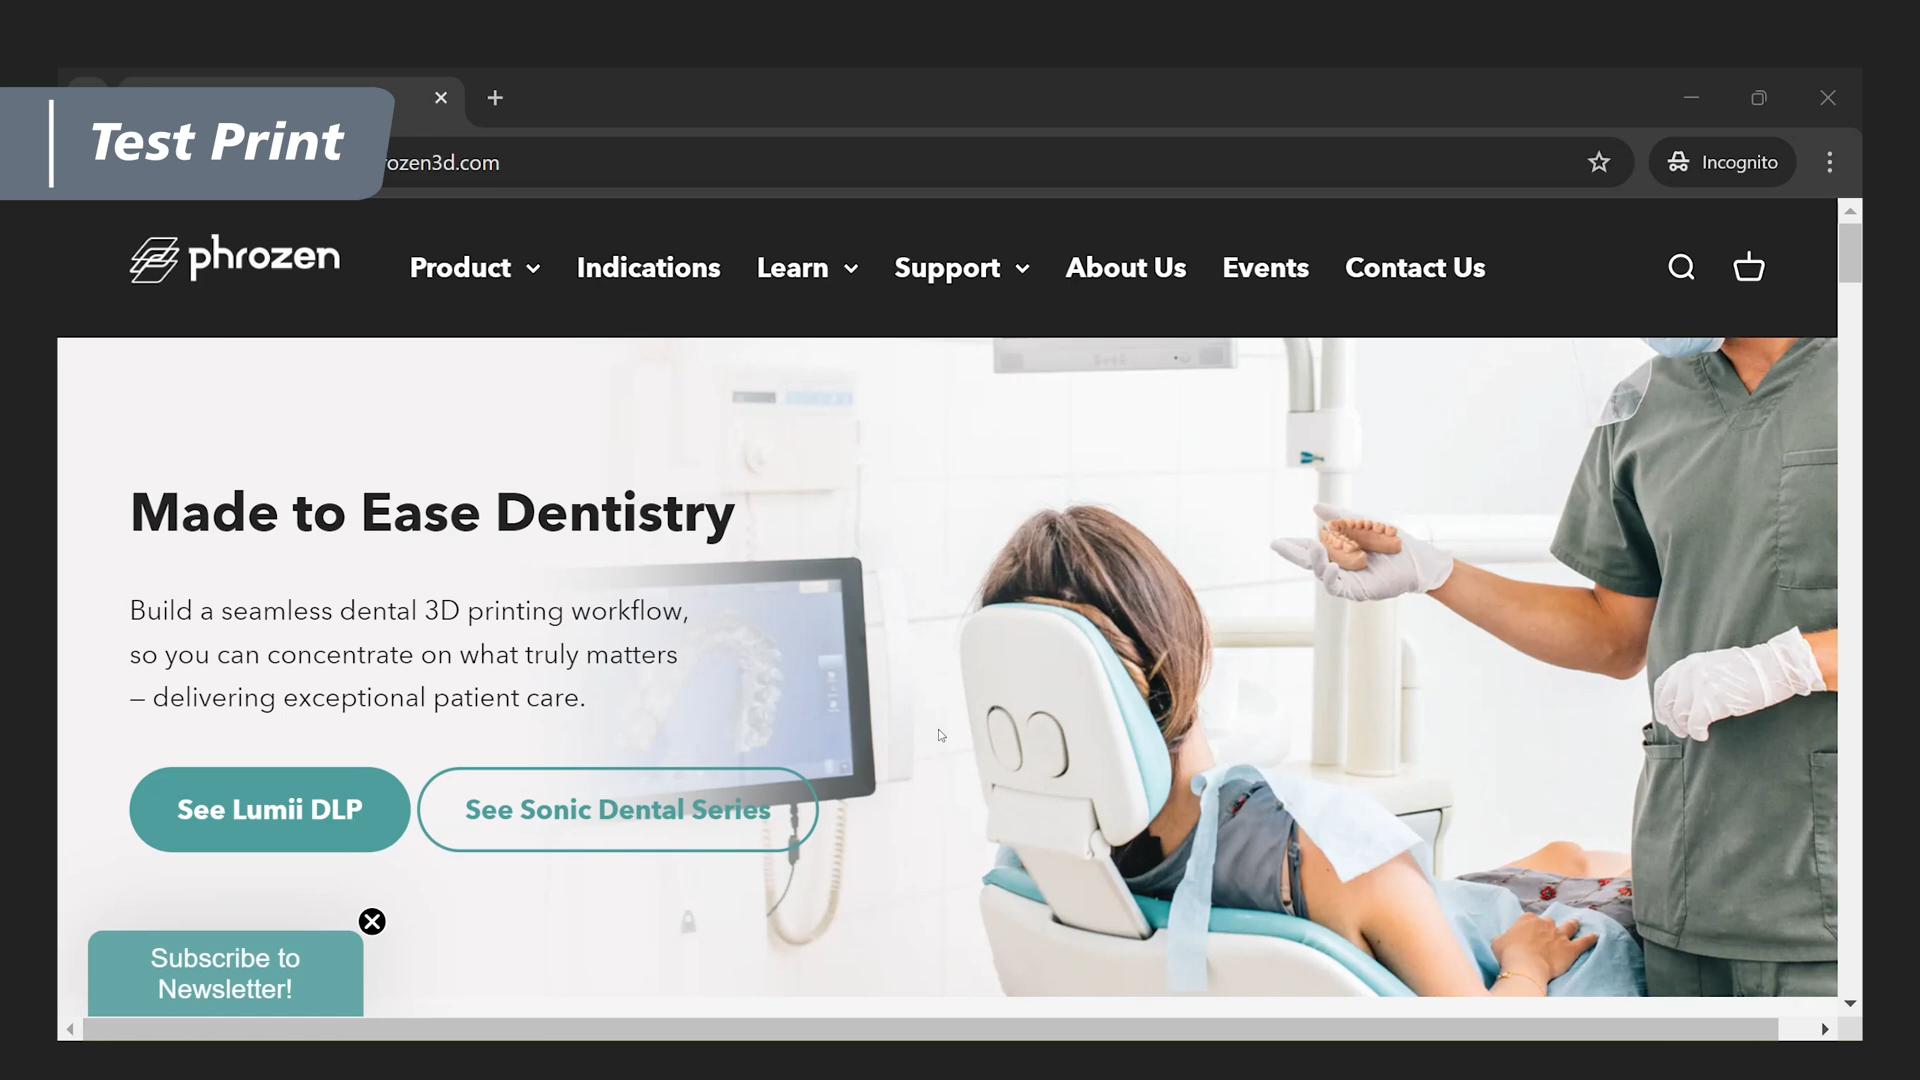 Test Print
ozen3d.com
Incognito
phrozen
Product
Indications
Learn
Support
About Us
Events
Contact Us
Made to Ease Dentistry
Build a seamless dental 3D printing workflow,
so you can concentrate on what truly matters
– delivering exceptional patient care.
See Lumii DLP
See Sonic Dental Series
Subscribe to
Newsletter!